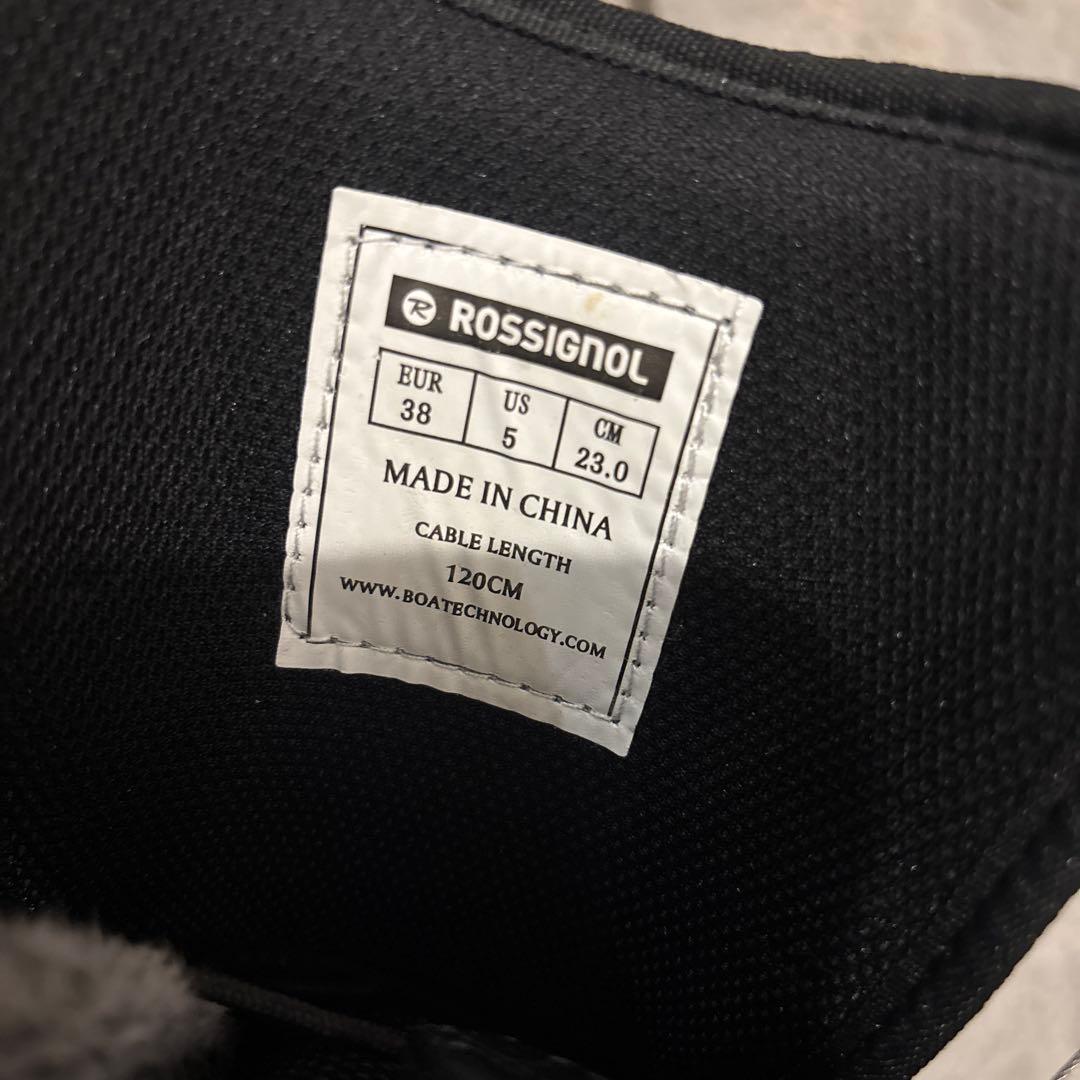 R ROSSIGNOL
EUR US CM
38 5 23.0
MADE IN CHINA
CABLE LENGTH
120CM
WWW.BOATECHNOLOGY.COM